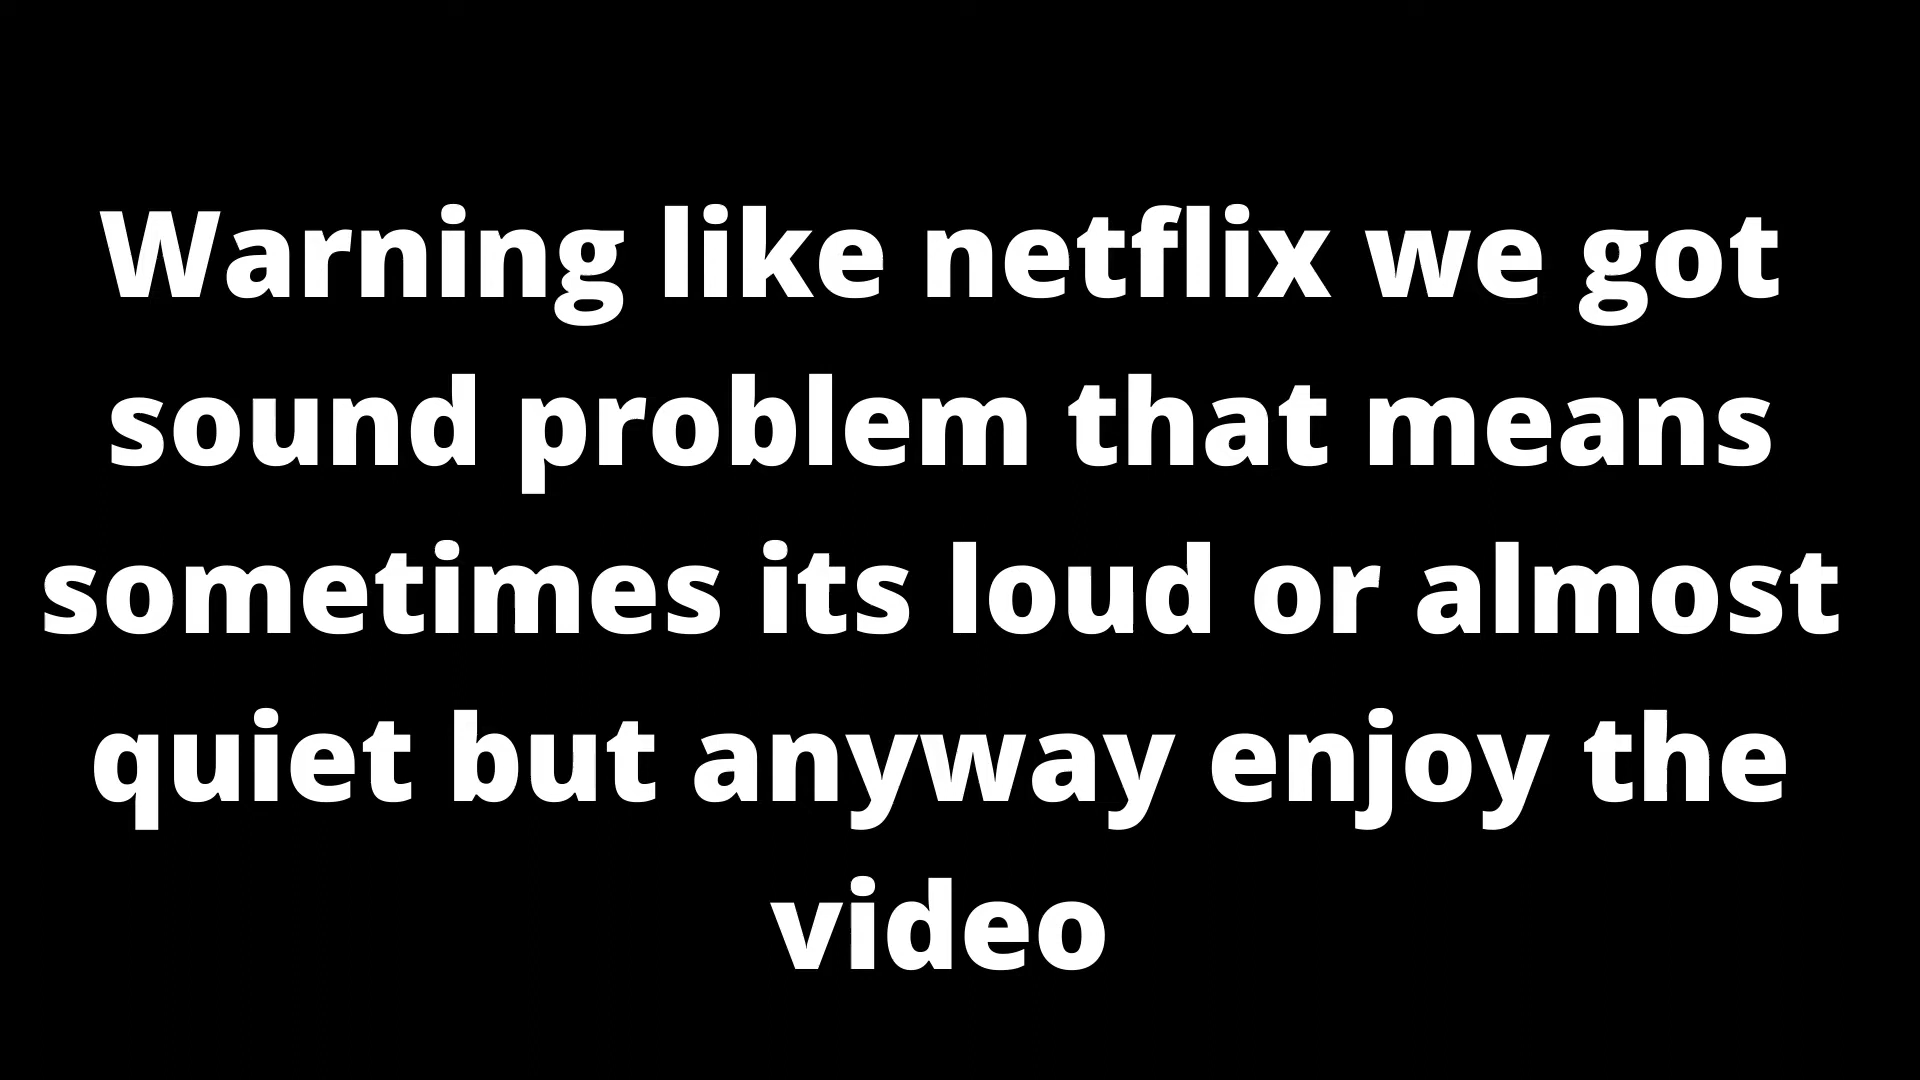 Warning like netflix we got
sound problem that means
sometimes its loud or almost
quiet but anyway enjoy the
video